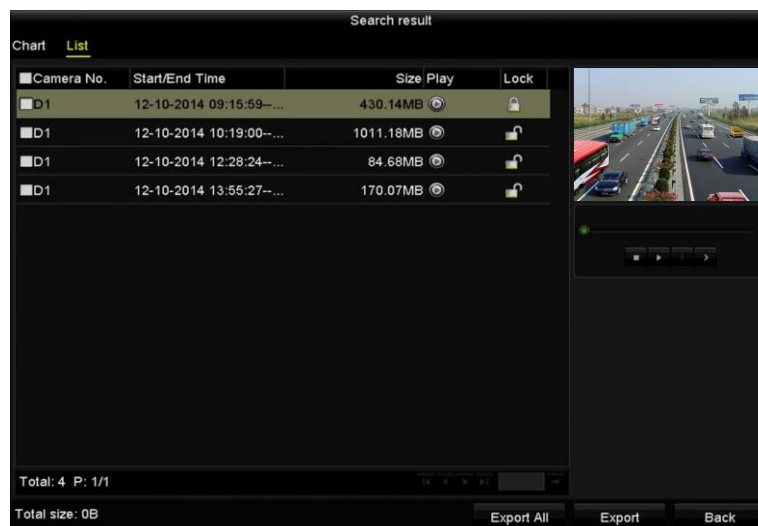 Search result
Chart List
Camera No. Start/End Time Size Play Lock
D1 12-10-2014 09:15:59--... 430.14MB
D1 12-10-2014 10:19:00--... 1011.18MB
D1 12-10-2014 12:28:24--... 84.68MB
D1 12-10-2014 13:55:27--... 170.07MB
Total: 4 P: 1/1
Total size: 0B Export All Export Back